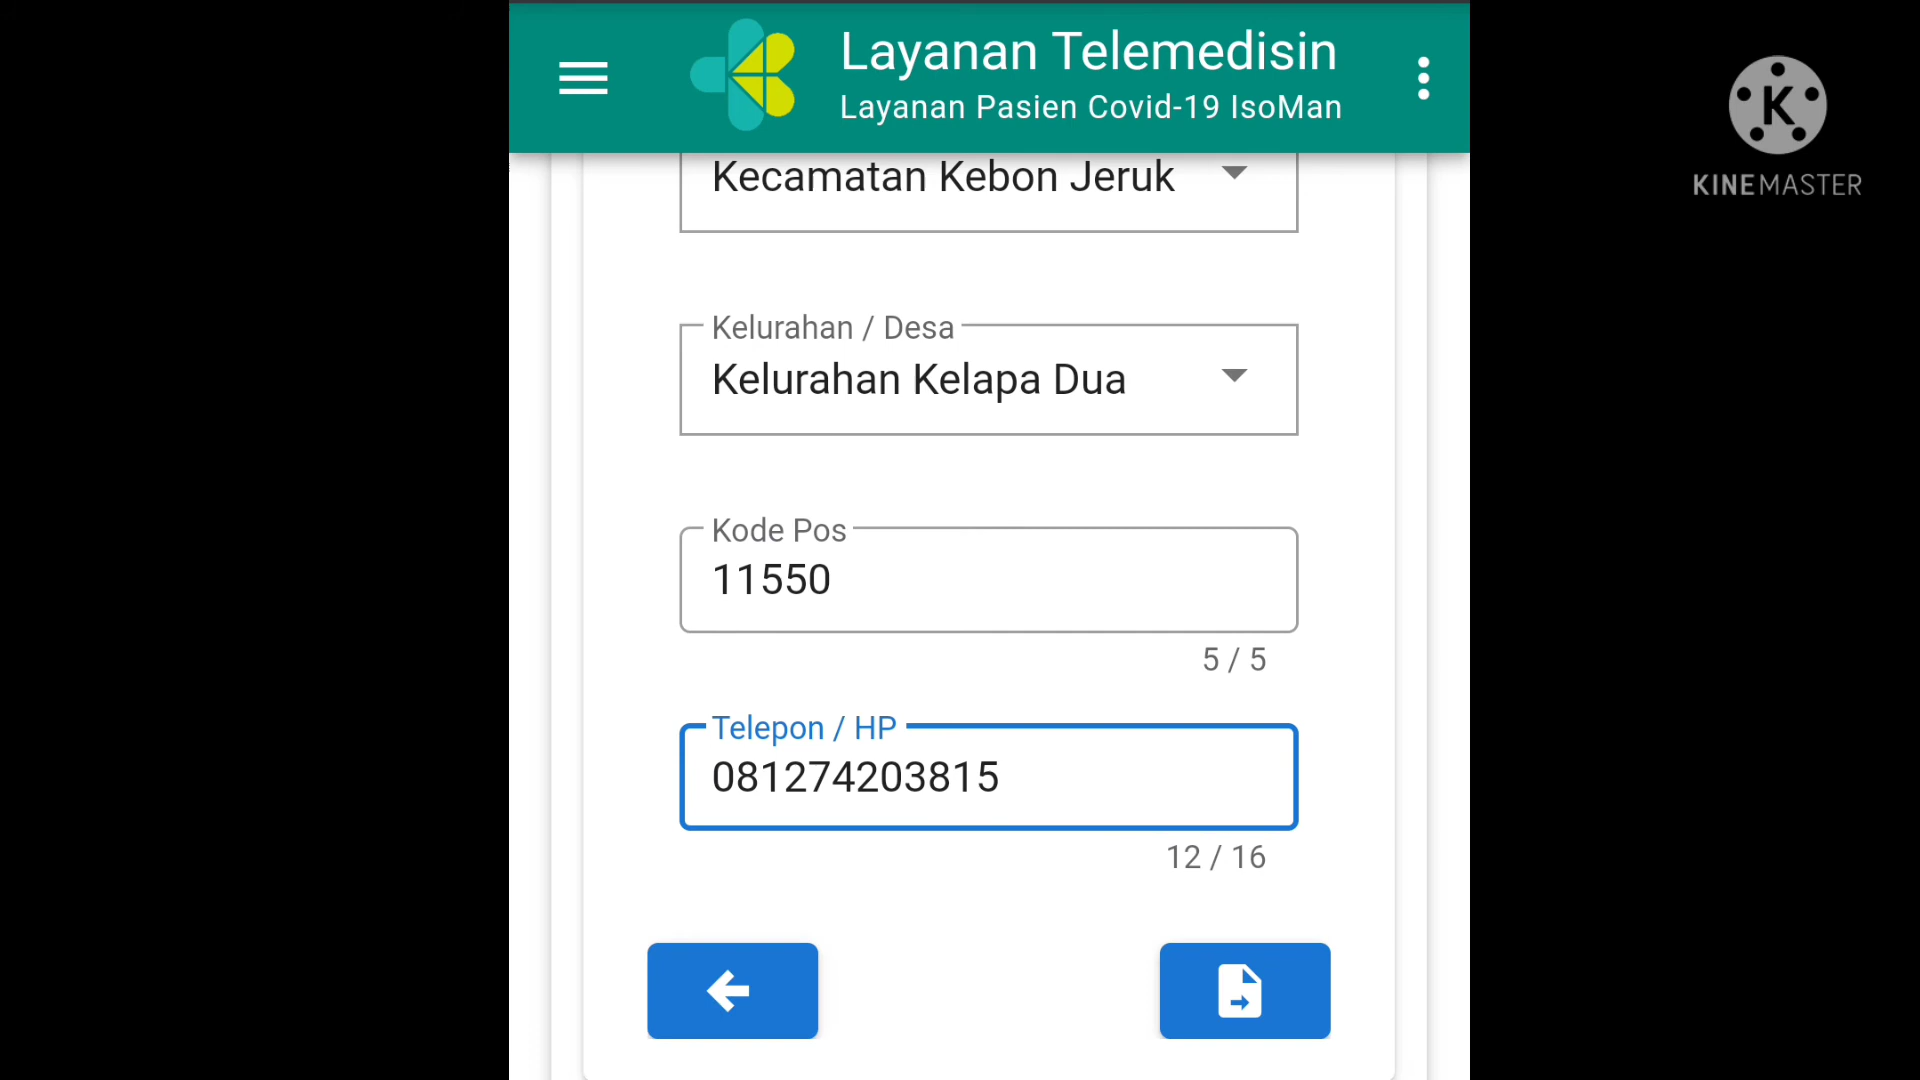 Layanan Telemedisin
Layanan Pasien Covid-19 IsoMan
K
KINEMASTER
Kecamatan Kebon Jeruk
Kelurahan / Desa
Kelurahan Kelapa Dua
Kode Pos
11550
5 / 5
Telepon / HP
081274203815
12 / 16